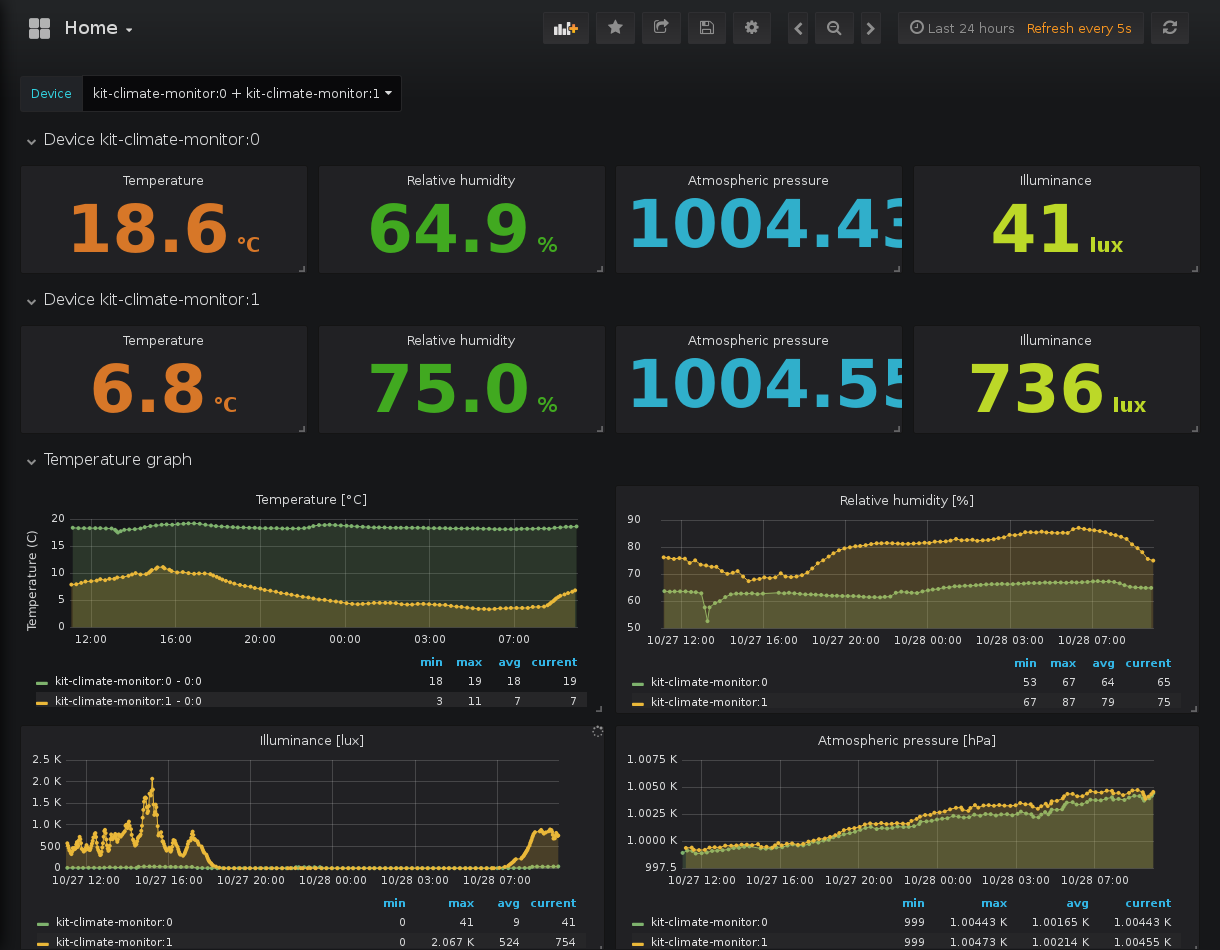 Home
Last 24 hours Refresh every 5s
Device kit-climate-monitor:0 + kit-climate-monitor:1
Device kit-climate-monitor:0
Temperature Relative humidity Atmospheric pressure Illuminance
18.6 °C 64.9 % 1004.43 41 lux
Device kit-climate-monitor:1
Temperature Relative humidity Atmospheric pressure Illuminance
6.8 °C 75.0 % 1004.55 736 lux
Temperature graph
Temperature [°C]
Temperature (C)
20
15
10
5
0
12:00 16:00 20:00 00:00 03:00 07:00
min max avg current
kit-climate-monitor:0 - 0:0 18 19 18 19
kit-climate-monitor:1 - 0:0 3 11 7 7
Relative humidity [%]
90
80
70
60
50
10/27 12:00 10/27 16:00 10/27 20:00 10/28 00:00 10/28 03:00 10/28 07:00
min max avg current
kit-climate-monitor:0 53 67 64 65
kit-climate-monitor:1 67 87 79 75
Illuminance [lux]
2.5 K
2.0 K
1.5 K
1.0 K
500
0
10/27 12:00 10/27 16:00 10/27 20:00 10/28 00:00 10/28 03:00 10/28 07:00
min max avg current
kit-climate-monitor:0 0 41 9 41
kit-climate-monitor:1 0 2.067 K 524 754
Atmospheric pressure [hPa]
1.0075 K
1.0050 K
1.0025 K
1.0000 K
997.5
10/27 12:00 10/27 16:00 10/27 20:00 10/28 00:00 10/28 03:00 10/28 07:00
min max avg current
kit-climate-monitor:0 999 1.00443 K 1.00165 K 1.00443 K
kit-climate-monitor:1 999 1.00473 K 1.00214 K 1.00455 K